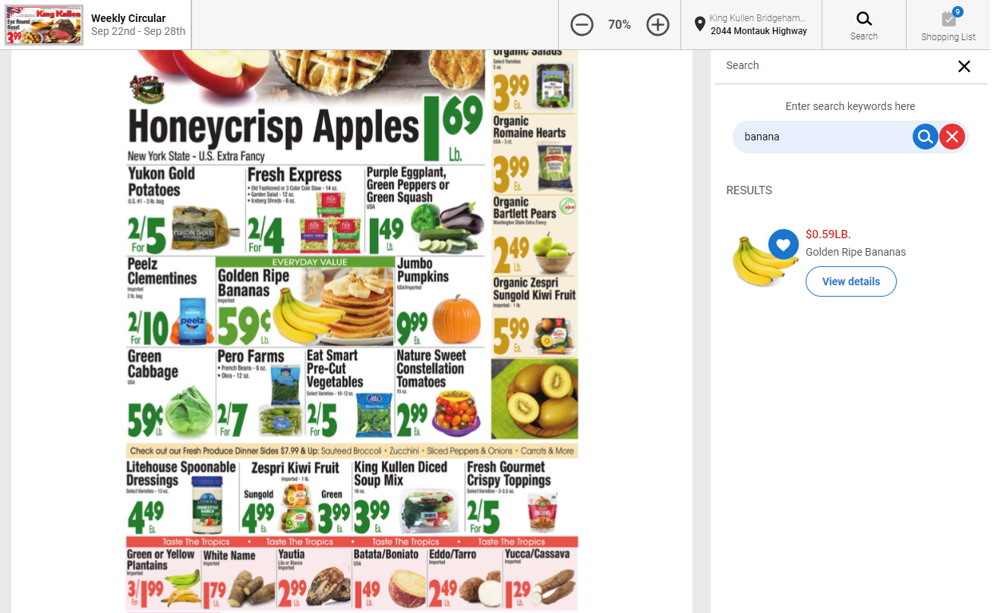 King Kullen
Eye Round
Roast
3 99
Weekly Circular
Sep 22nd - Sep 28th
70%
King Kullen Bridgeham...
2044 Montauk Highway
Search
9
Shopping List
Organic Salads
Select Varieties
5 oz.
3 99
Ea.
Honeycrisp Apples
1 69
Lb.
New York State - U.S. Extra Fancy
Organic
Romaine Hearts
USA - 3 ct.
3 99
Ea.
Yukon Gold
Potatoes
U.S. #1 - 3 lb. bag
2/5
For
YUKON GOLD
POTATOES
Fresh Express
• Old Fashioned or 3 Color Cole Slaw - 14 oz.
• Garden Salad - 12 oz.
• Iceberg Shreds - 8 oz.
2/4
For
Purple Eggplant,
Green Peppers or
Green Squash
USA
1 49
Lb.
Organic
Bartlett Pears
Washington State Extra Fancy
2 49
Lb.
EVERYDAY VALUE
Peelz
Clementines
Imported
2 lb. bag
2/10
For
peelz
Golden Ripe
Bananas
Imported
59¢
Lb.
Jumbo
Pumpkins
USA/Imported
9 99
Ea.
Organic Zespri
Sungold Kiwi Fruit
Imported - 1 lb.
5 99
Ea.
Green
Cabbage
USA
59¢
Lb.
Pero Farms
• French Beans - 8 oz.
• Okra - 12 oz.
2/7
For
Okra
Eat Smart
Pre-Cut
Vegetables
Select Varieties - 10-12 oz.
2/5
For
Nature Sweet
Constellation
Tomatoes
10 oz.
2 99
Ea.
CONSTELLATION
Check out our Fresh Produce Dinner Sides $7.99 & Up: Sauteed Broccoli • Zucchini • Sliced Peppers & Onions • Carrots & More
Litehouse Spoonable
Dressings
Select Varieties - 13 oz.
4 49
Ea.
LITEHOUSE
HOMESTYLE
RANCH
Zespri Kiwi Fruit
Imported - 1 lb.
Sungold
4 99
Ea.
Green
3 99
Ea.
King Kullen Diced
Soup Mix
16 oz.
3 99
Ea.
Fresh Gourmet
Crispy Toppings
Select Varieties - 3-3.5 oz.
2/5
For
ONIONS
Taste The Tropics • Taste The Tropics • Taste The Tropics • Taste The Tropics
Green or Yellow
Plantains
Imported
3/1 99
For
White Name
Imported
1 79
Lb.
Yautia
Lila or Blanca
Imported
2 99
Lb.
Batata/Boniato
USA
1 49
Lb.
Eddo/Tarro
Imported
2 49
Lb.
Yucca/Cassava
Imported
1 29
Lb.
Search
Enter search keywords here
banana
RESULTS
$0.59LB.
Golden Ripe Bananas
View details